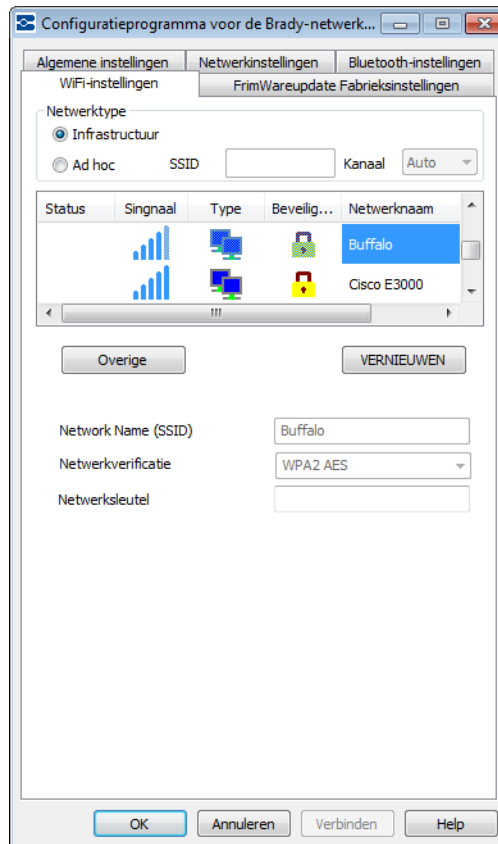 Configuratieprogramma voor de Brady-netwerk...
Algemene instellingen Netwerkinstellingen Bluetooth-instellingen
WiFi-instellingen FrimWareupdate Fabrieksinstellingen
Netwerktype
Infrastructuur
Ad hoc SSID Kanaal Auto
Status Singnaal Type Beveilig... Netwerknaam
Buffalo
Cisco E3000
Overige VERNIEUWEN
Network Name (SSID) Buffalo
Netwerkverificatie WPA2 AES
Netwerksleutel
OK Annuleren Verbinden Help